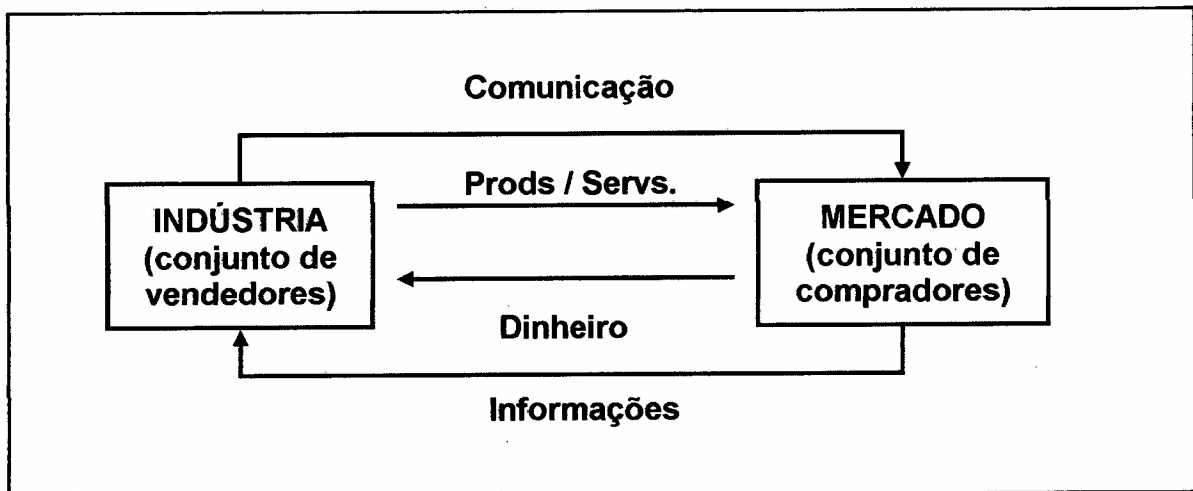 Comunicação
Prods / Servs.
INDÚSTRIA
(conjunto de
vendedores)
MERCADO
(conjunto de
compradores)
Dinheiro
Informações